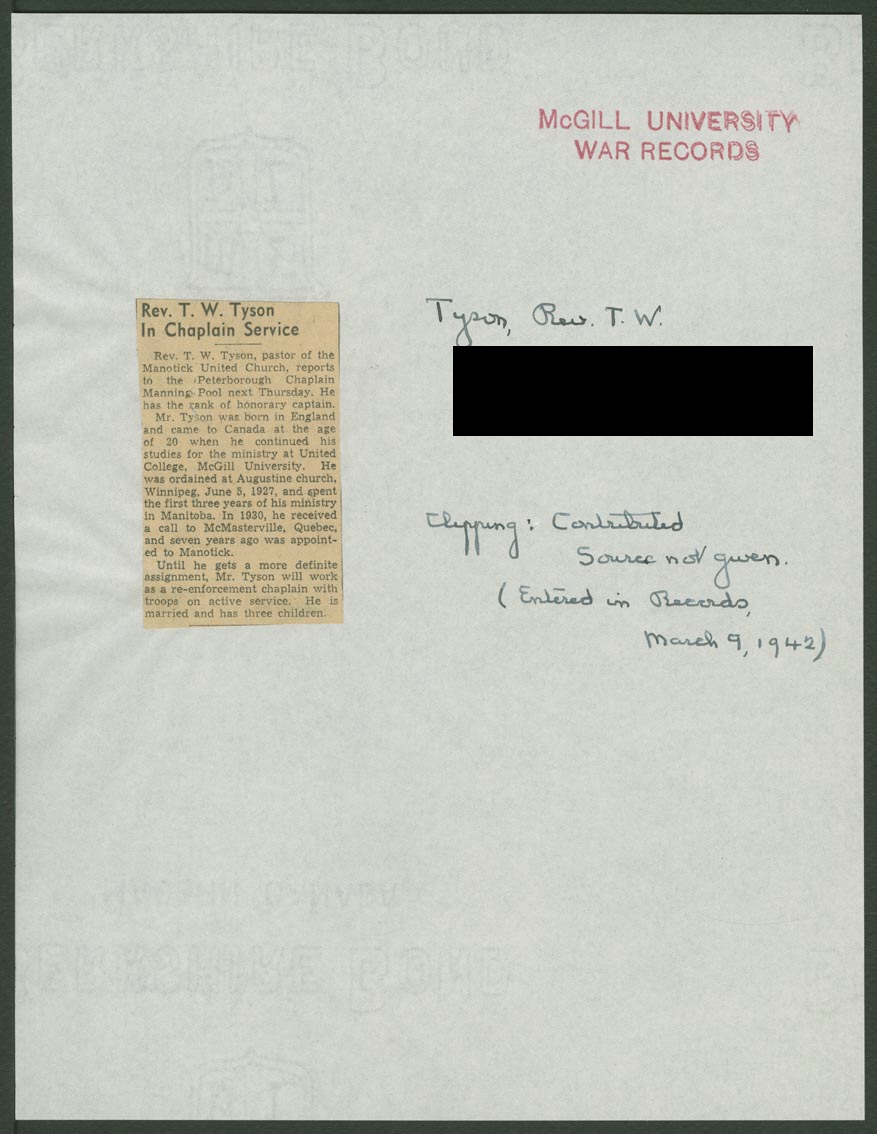 McGILL UNIVERSITY
WAR RECORDS
Rev. T. W. Tyson
In Chaplain Service
Rev. T. W. Tyson, pastor of the
Manotick United Church, reports
to the Peterborough Chaplain
Manning Pool next Thursday. He
has the rank of honorary captain.
Mr. Tyson was born in England
and came to Canada at the age
of 20 when he continued his
studies for the ministry at United
College, McGill University. He
was ordained at Augustine church,
Winnipeg, June 5, 1927, and spent
the first three years of his ministry
in Manitoba. In 1930, he received
a call to McMasterville, Quebec,
and seven years ago was appoint-
ed to Manotick.
Until he gets a more definite
assignment, Mr. Tyson will work
as a re-enforcement chaplain with
troops on active service. He is
married and has three children.
Tyson, Rev. T. W.
Clipping: Contributed
Source not given.
(Entered in Records,
March 9, 1942)